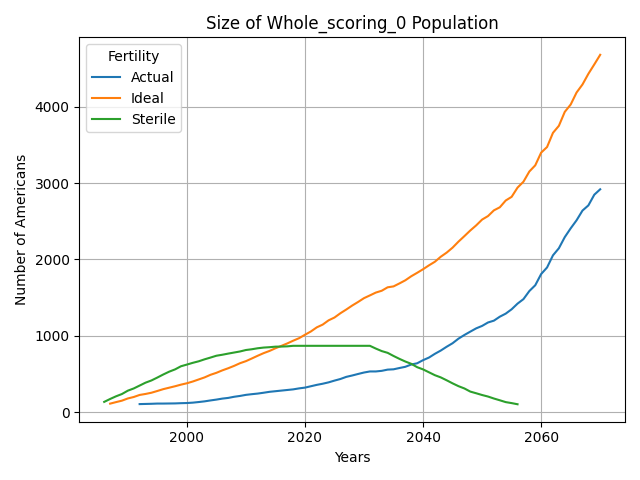 Size of Whole_scoring_0 Population
Fertility
Actual
Ideal
Sterile
Number of Americans
4000
3000
2000
1000
0
2000
2020
2040
2060
Years